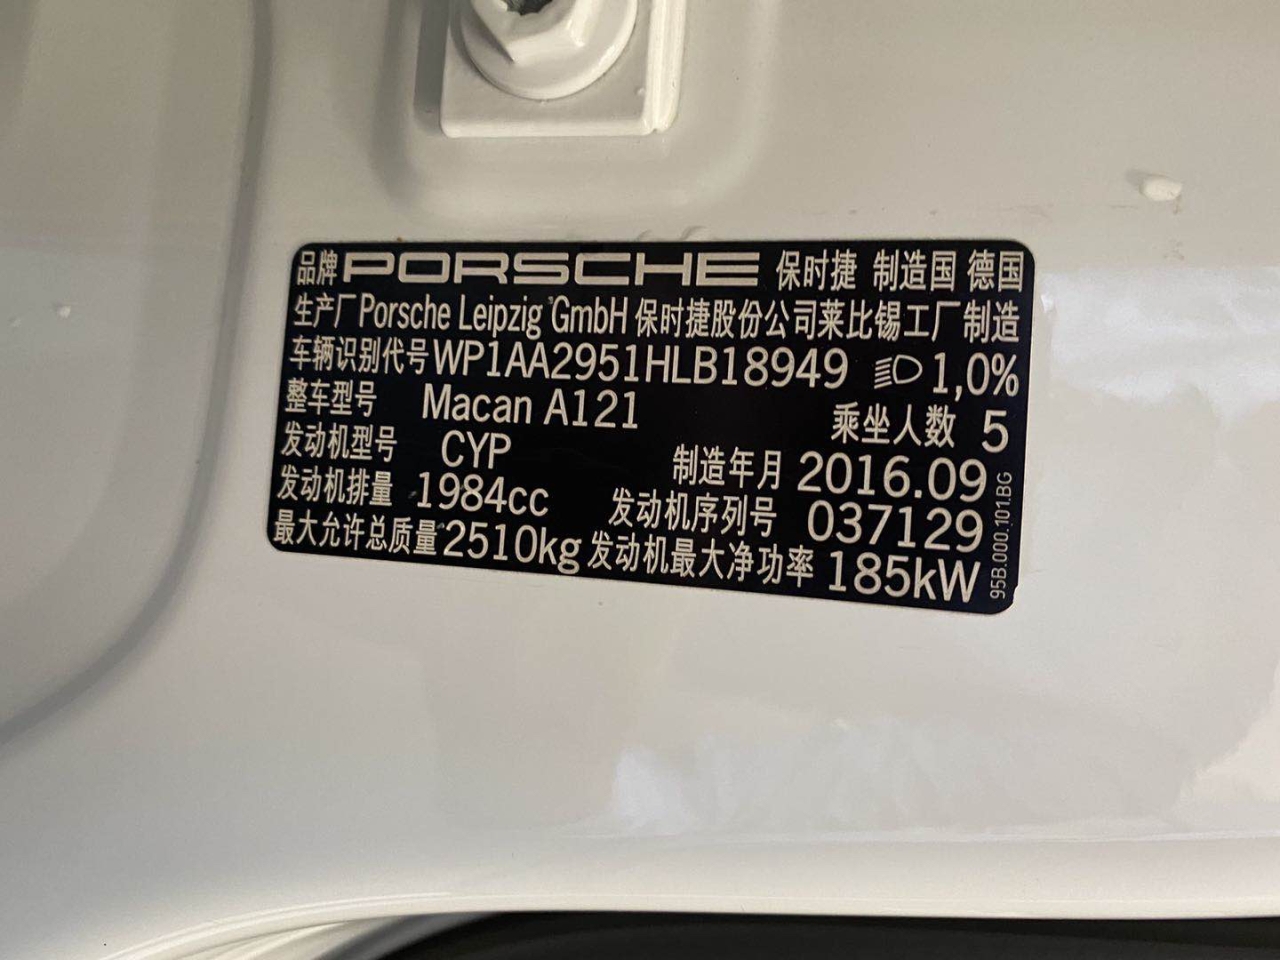 品牌 PORSCHE 保时捷 制造国 德国
生产厂 Porsche Leipzig GmbH 保时捷股份公司莱比锡工厂制造
车辆识别代号 WP1AA2951HLB18949 1,0%
整车型号 Macan A121 乘坐人数 5
发动机型号 CYP 制造年月 2016.09
发动机排量 1984cc 发动机序列号 037129
最大允许总质量 2510kg 发动机最大净功率 185kW
95B.000.101.BG